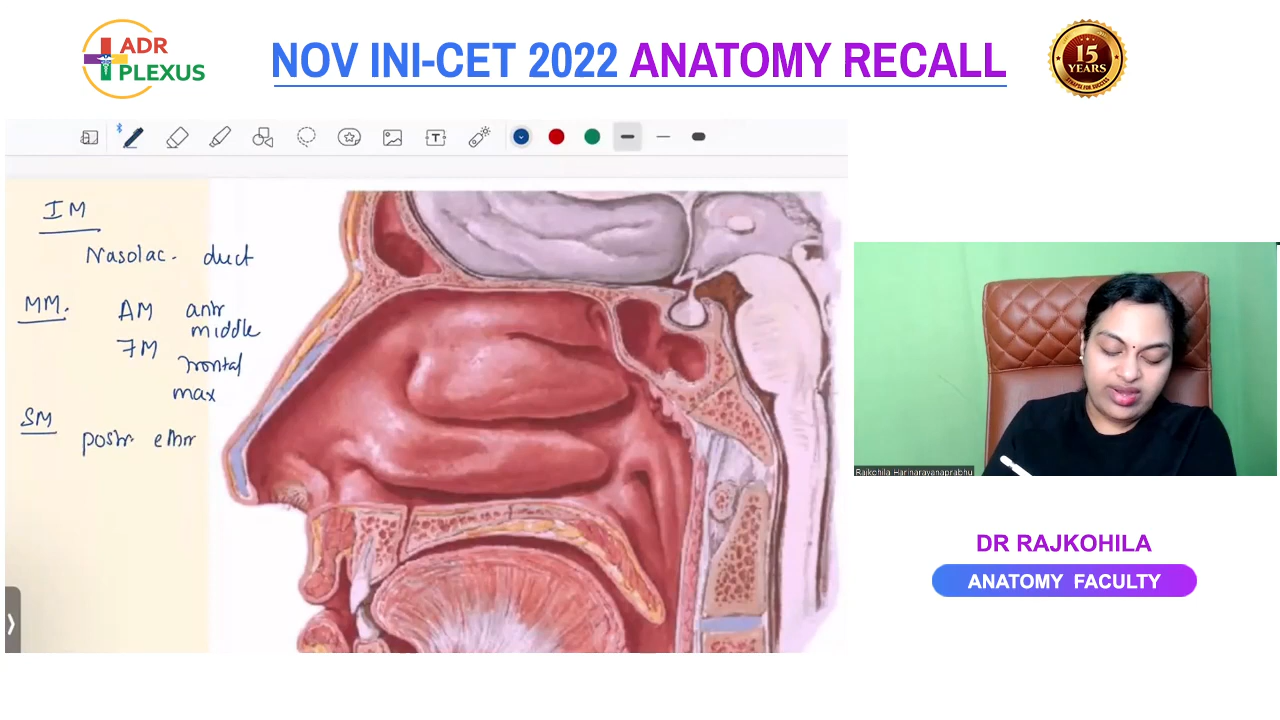 ADR
PLEXUS
NOV INI-CET 2022 ANATOMY RECALL
15
YEARS
IM
Nasolac. duct
MM.
AM antr
middle
FM frontal
max
SM
postr ethr
T
Rajkohila Harinarayanaprabhu
DR RAJKOHILA
ANATOMY FACULTY